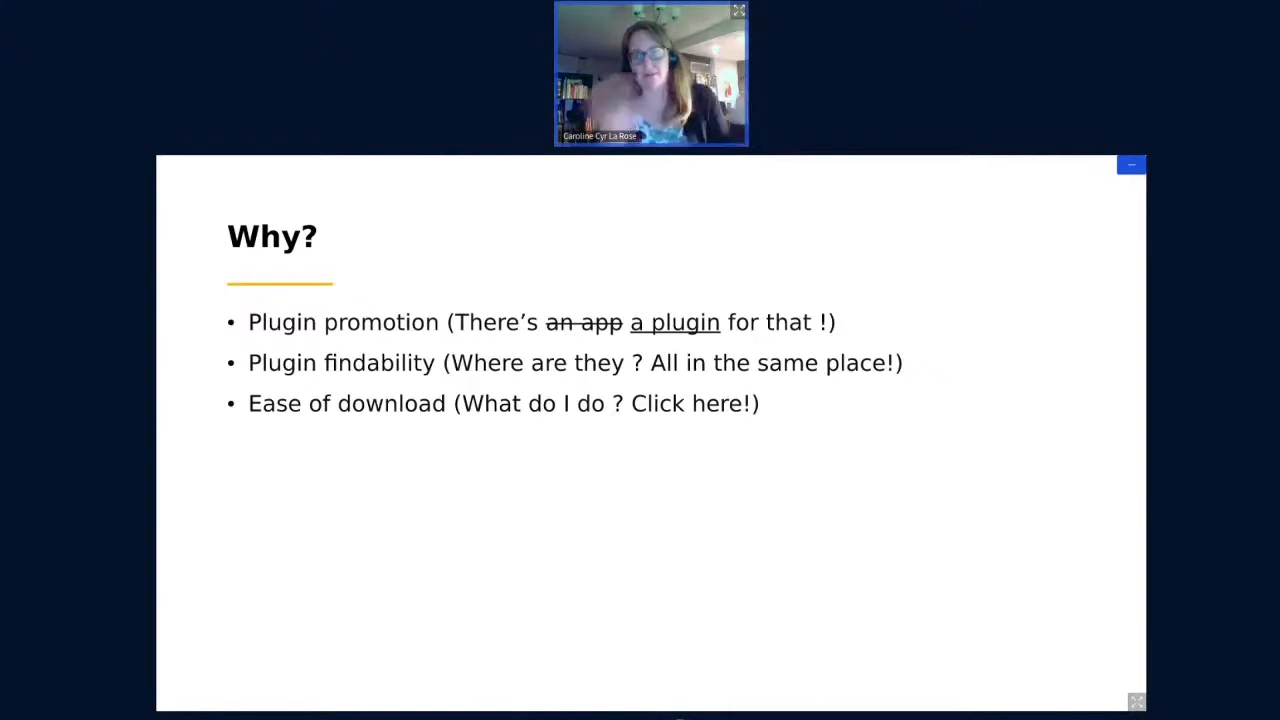 Caroline Cyr La Rose
Why?
• Plugin promotion (There’s an app a plugin for that !)
• Plugin findability (Where are they ? All in the same place!)
• Ease of download (What do I do ? Click here!)